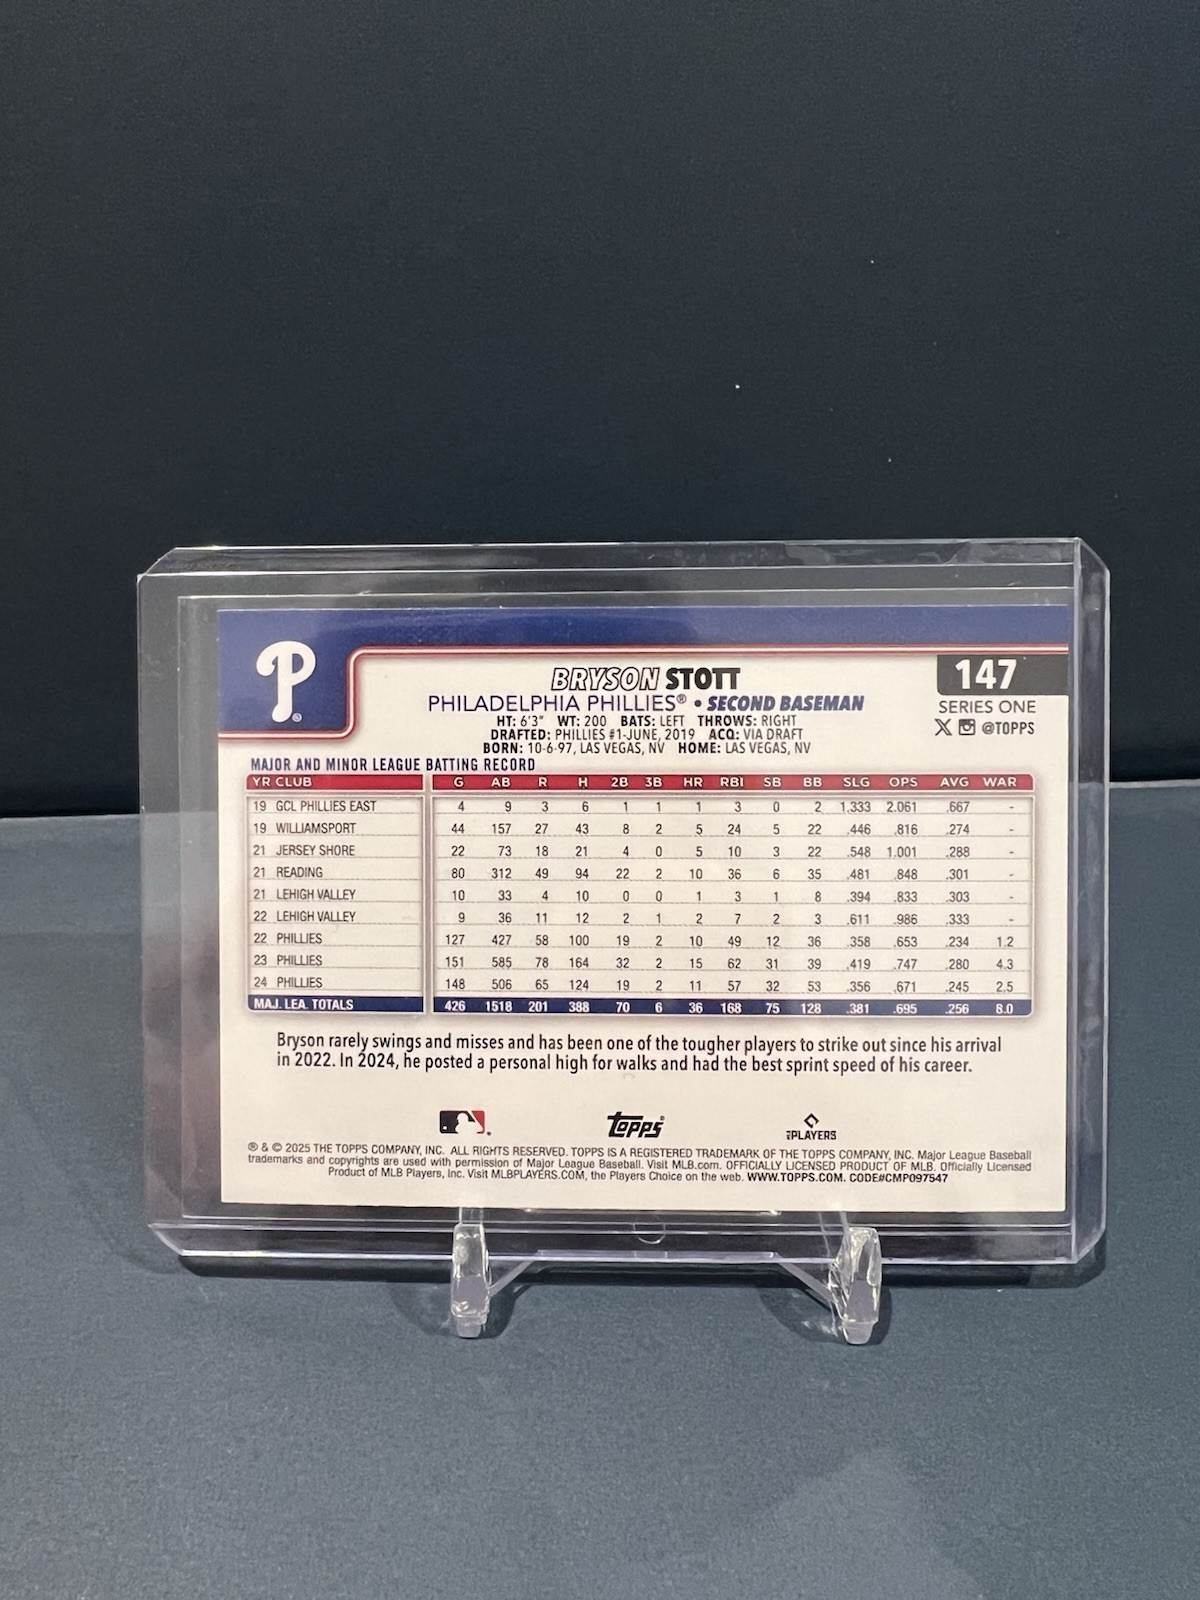 P
BRYSON STOTT
147
PHILADELPHIA PHILLIES® • SECOND BASEMAN
SERIES ONE
HT: 6'3" WT: 200 BATS: LEFT THROWS: RIGHT
X @TOPPS
DRAFTED: PHILLIES #1-JUNE, 2019 ACQ: VIA DRAFT
BORN: 10-6-97, LAS VEGAS, NV HOME: LAS VEGAS, NV
MAJOR AND MINOR LEAGUE BATTING RECORD
YR CLUB G AB R H 2B 3B HR RBI SB BB SLG OPS AVG WAR
19 GCL PHILLIES EAST 4 9 3 6 1 1 1 3 0 2 1.333 2.061 .667 -
19 WILLIAMSPORT 44 157 27 43 8 2 5 24 5 22 .446 .816 .274 -
21 JERSEY SHORE 22 73 18 21 4 0 5 10 3 22 .548 1.001 .288 -
21 READING 80 312 49 94 22 2 10 36 6 35 .481 .848 .301 -
21 LEHIGH VALLEY 10 33 4 10 0 0 1 3 1 8 .394 .833 .303 -
22 LEHIGH VALLEY 9 36 11 12 2 1 2 7 2 3 .611 .986 .333 -
22 PHILLIES 127 427 58 100 19 2 10 49 12 36 .358 .653 .234 1.2
23 PHILLIES 151 585 78 164 32 2 15 62 31 39 .419 .747 .280 4.3
24 PHILLIES 148 506 65 124 19 2 11 57 32 53 .356 .671 .245 2.5
MAJ. LEA. TOTALS 426 1518 201 388 70 6 36 168 75 128 .381 .695 .256 8.0
Bryson rarely swings and misses and has been one of the tougher players to strike out since his arrival
in 2022. In 2024, he posted a personal high for walks and had the best sprint speed of his career.
topps®
PLAYERS
® & © 2025 THE TOPPS COMPANY, INC. ALL RIGHTS RESERVED. TOPPS IS A REGISTERED TRADEMARK OF THE TOPPS COMPANY, INC. Major League Baseball
trademarks and copyrights are used with permission of Major League Baseball. Visit MLB.com. OFFICIALLY LICENSED PRODUCT OF MLB. Officially Licensed
Product of MLB Players, Inc. Visit MLBPLAYERS.COM, the Players Choice on the web. WWW.TOPPS.COM. CODE#CMP097547